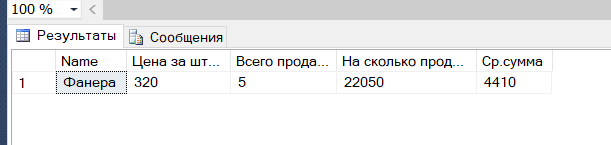 100 %
Результаты Сообщения
Name Цена за шт... Всего прода... На сколько прод... Ср.сумма
1 Фанера 320 5 22050 4410